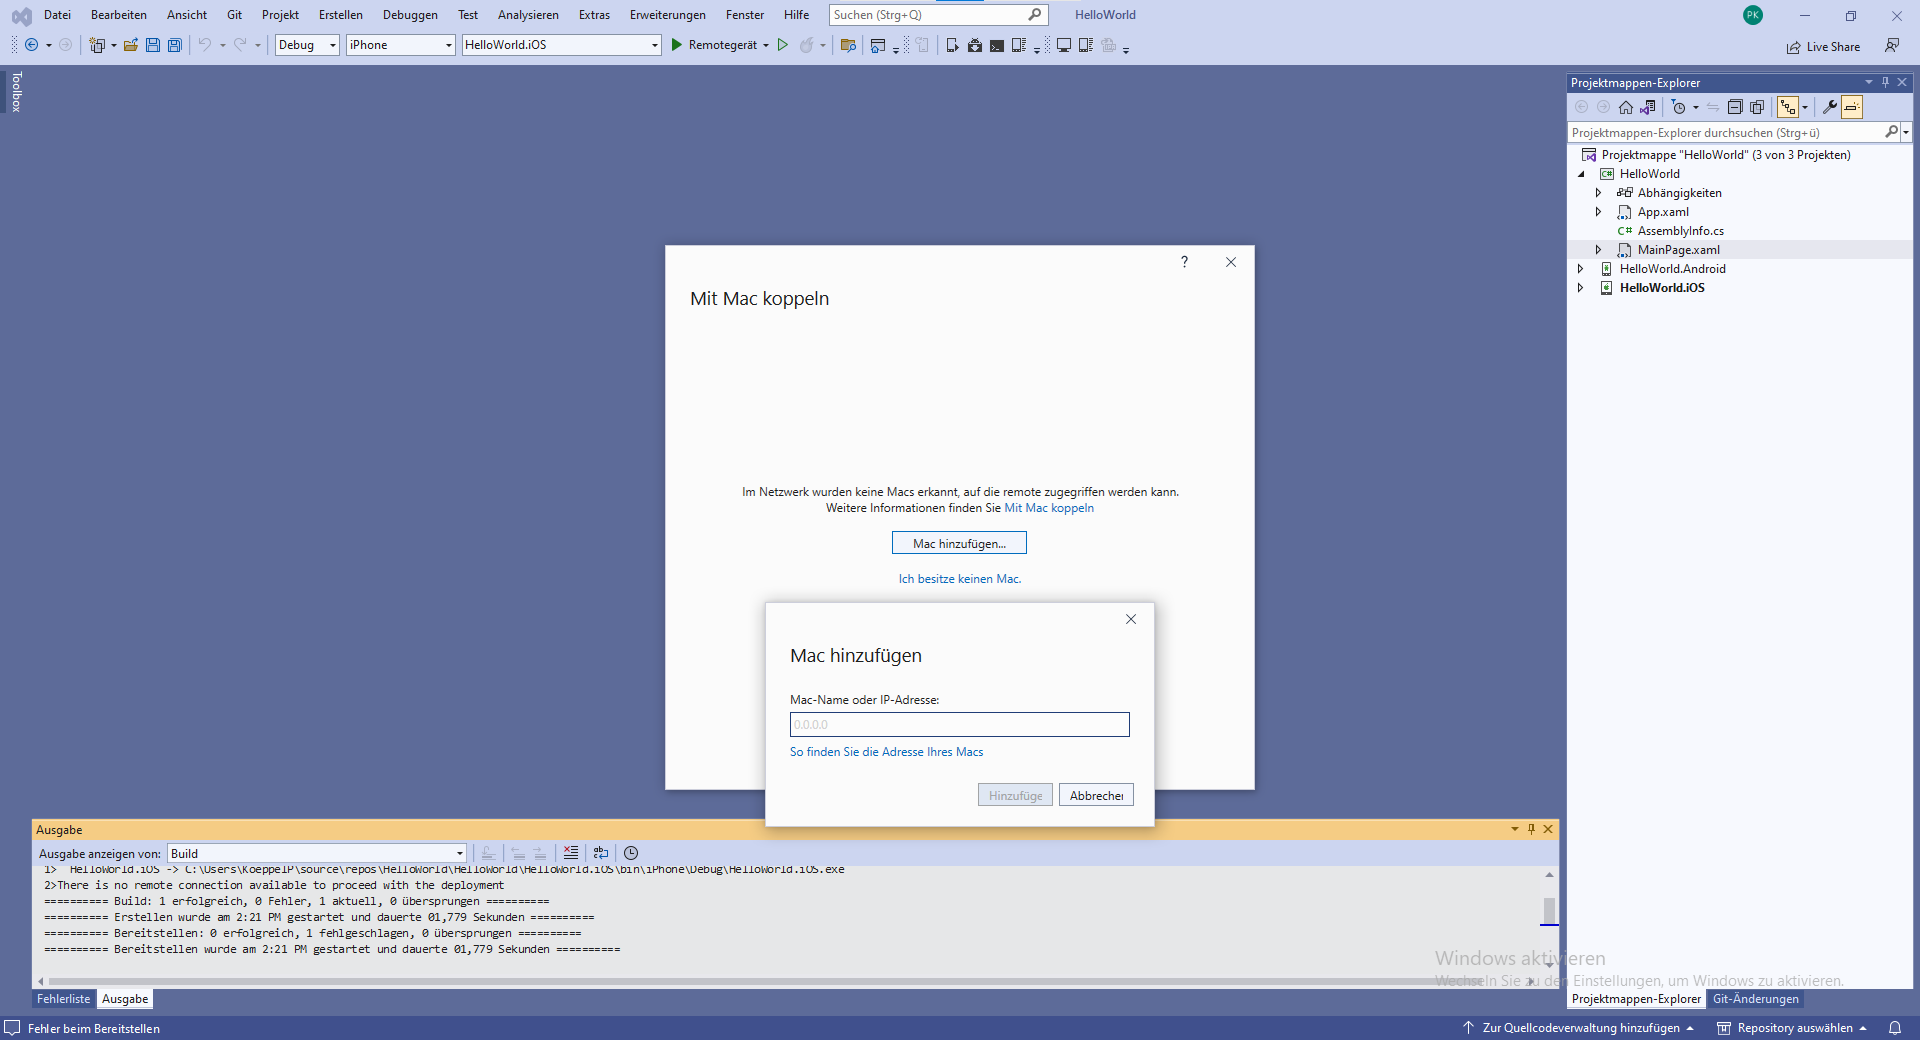 Datei Bearbeiten Ansicht Git Projekt Erstellen Debuggen Test Analysieren Extras Erweiterungen Fenster Hilfe Suchen (Strg+Q) HelloWorld PK
Debug iPhone HelloWorld.iOS Remotegerät Live Share
Toolbox
Projektmappen-Explorer
Projektmappen-Explorer durchsuchen (Strg+ü)
Projektmappe "HelloWorld" (3 von 3 Projekten)
C# HelloWorld
Abhängigkeiten
App.xaml
C# AssemblyInfo.cs
MainPage.xaml
HelloWorld.Android
HelloWorld.iOS
?
Mit Mac koppeln
Im Netzwerk wurden keine Macs erkannt, auf die remote zugegriffen werden kann.
Weitere Informationen finden Sie Mit Mac koppeln
Mac hinzufügen...
Ich besitze keinen Mac.
Mac hinzufügen
Mac-Name oder IP-Adresse:
0.0.0.0
So finden Sie die Adresse Ihres Macs
Hinzufüge Abbrecher
Ausgabe
Ausgabe anzeigen von: Build
1> HelloWorld.iOS -> C:\Users\KoeppelP\source\repos\HelloWorld\HelloWorld\HelloWorld.iOS\bin\iPhone\Debug\HelloWorld.iOS.exe
2>There is no remote connection available to proceed with the deployment
========== Build: 1 erfolgreich, 0 Fehler, 1 aktuell, 0 übersprungen ==========
========== Erstellen wurde am 2:21 PM gestartet und dauerte 01,779 Sekunden ==========
========== Bereitstellen: 0 erfolgreich, 1 fehlgeschlagen, 0 übersprungen ==========
========== Bereitstellen wurde am 2:21 PM gestartet und dauerte 01,779 Sekunden ==========
Windows aktivieren
Wechseln Sie zu den Einstellungen, um Windows zu aktivieren.
Fehlerliste Ausgabe
Projektmappen-Explorer Git-Änderungen
Fehler beim Bereitstellen
Zur Quellcodeverwaltung hinzufügen Repository auswählen